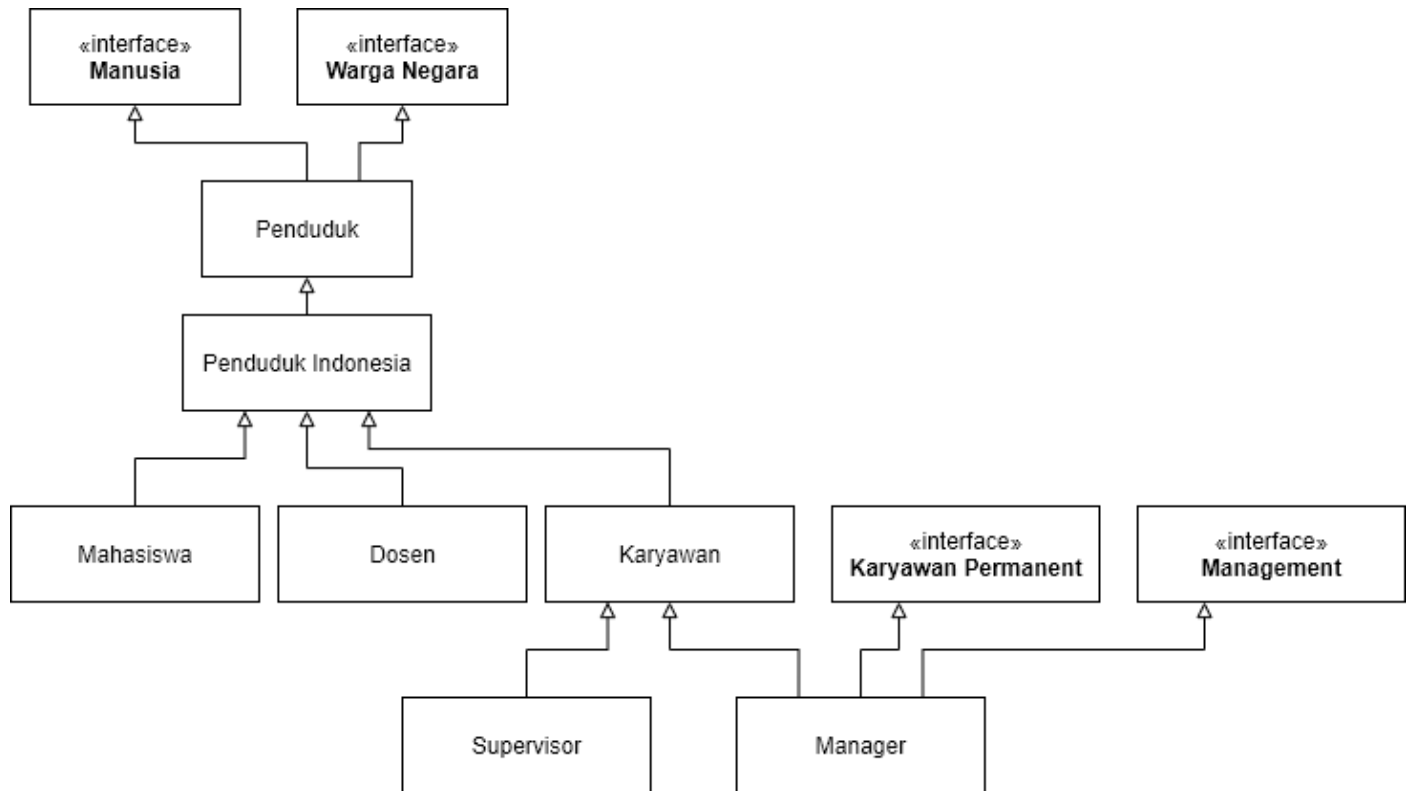 «interface»
Manusia
«interface»
Warga Negara
Penduduk
Penduduk Indonesia
Mahasiswa
Dosen
Karyawan
«interface»
Karyawan Permanent
«interface»
Management
Supervisor
Manager